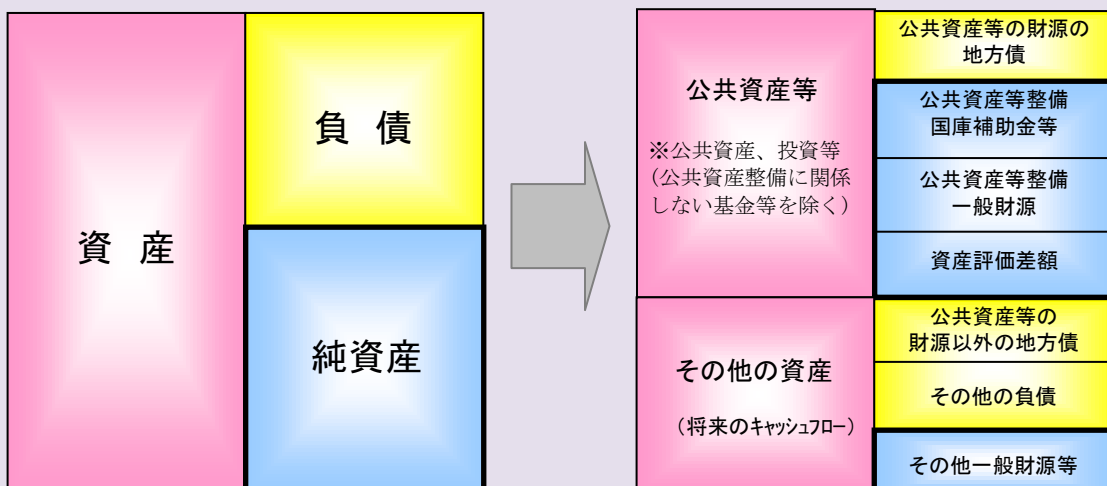 資 産
負 債
純資産
公共資産等
※公共資産、投資等
（公共資産整備に関係
しない基金等を除く）
その他の資産
（将来のｷｬｯｼｭﾌﾛｰ）
公共資産等の財源の
地方債
公共資産等整備
国庫補助金等
公共資産等整備
一般財源
資産評価差額
公共資産等の
財源以外の地方債
その他の負債
その他一般財源等